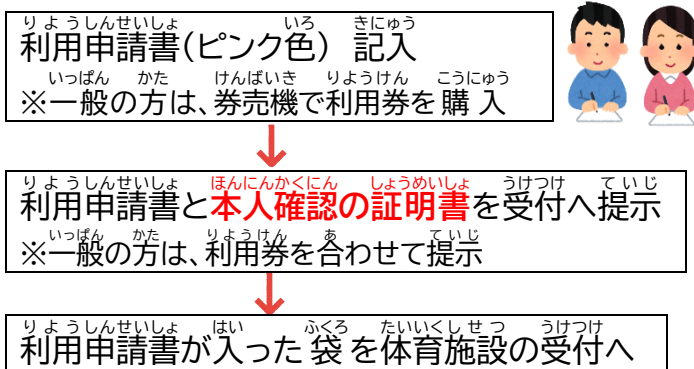 りようしんせいしょ いろ きにゅう
利用申請書(ピンク色) 記入
いっぱん かた けんばいき りようけん こうにゅう
※一般の方は、券売機で利用券を購入
りようしんせいしょ ほんにんかくにん しょうめいしょ うけつけ ていじ
利用申請書と本人確認の証明書を受付へ提示
いっぱん かた りようけん あ ていじ
※一般の方は、利用券を合わせて提示
りようしんせいしょ はい ふくろ たいいくしせつ うけつけ
利用申請書が入った袋を体育施設の受付へ